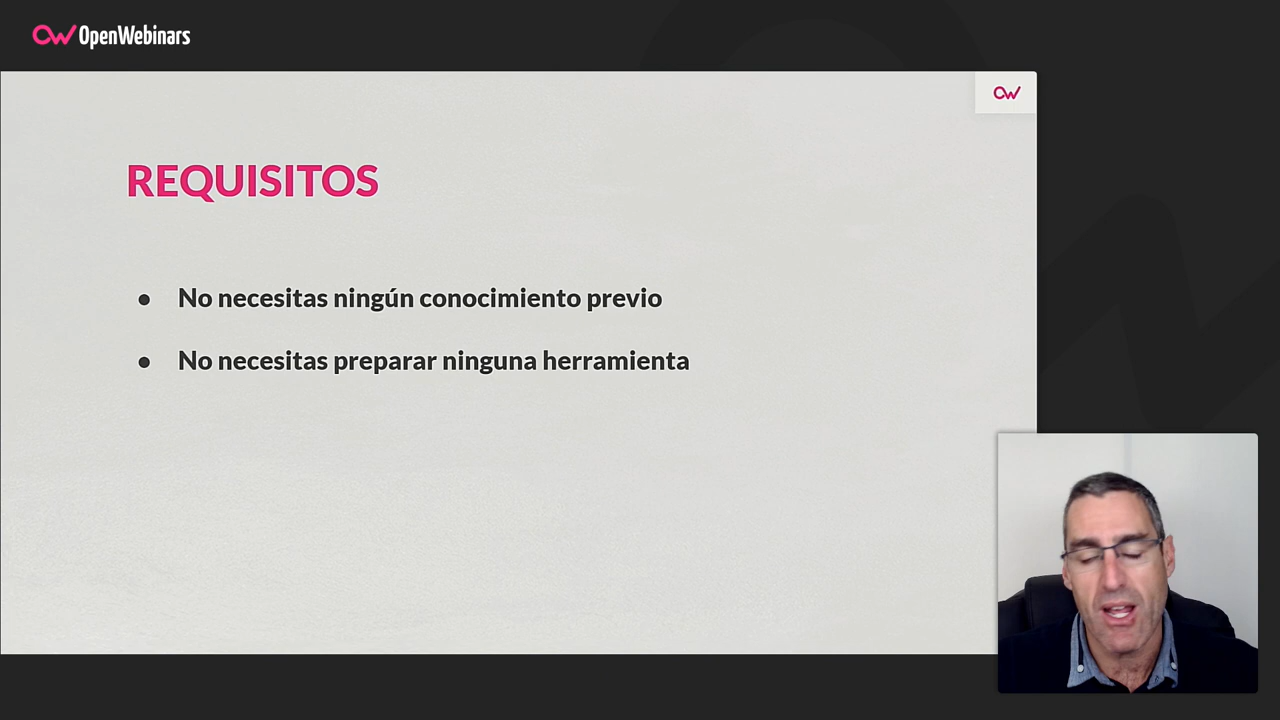 OpenWebinars
REQUISITOS
● No necesitas ningún conocimiento previo
● No necesitas preparar ninguna herramienta